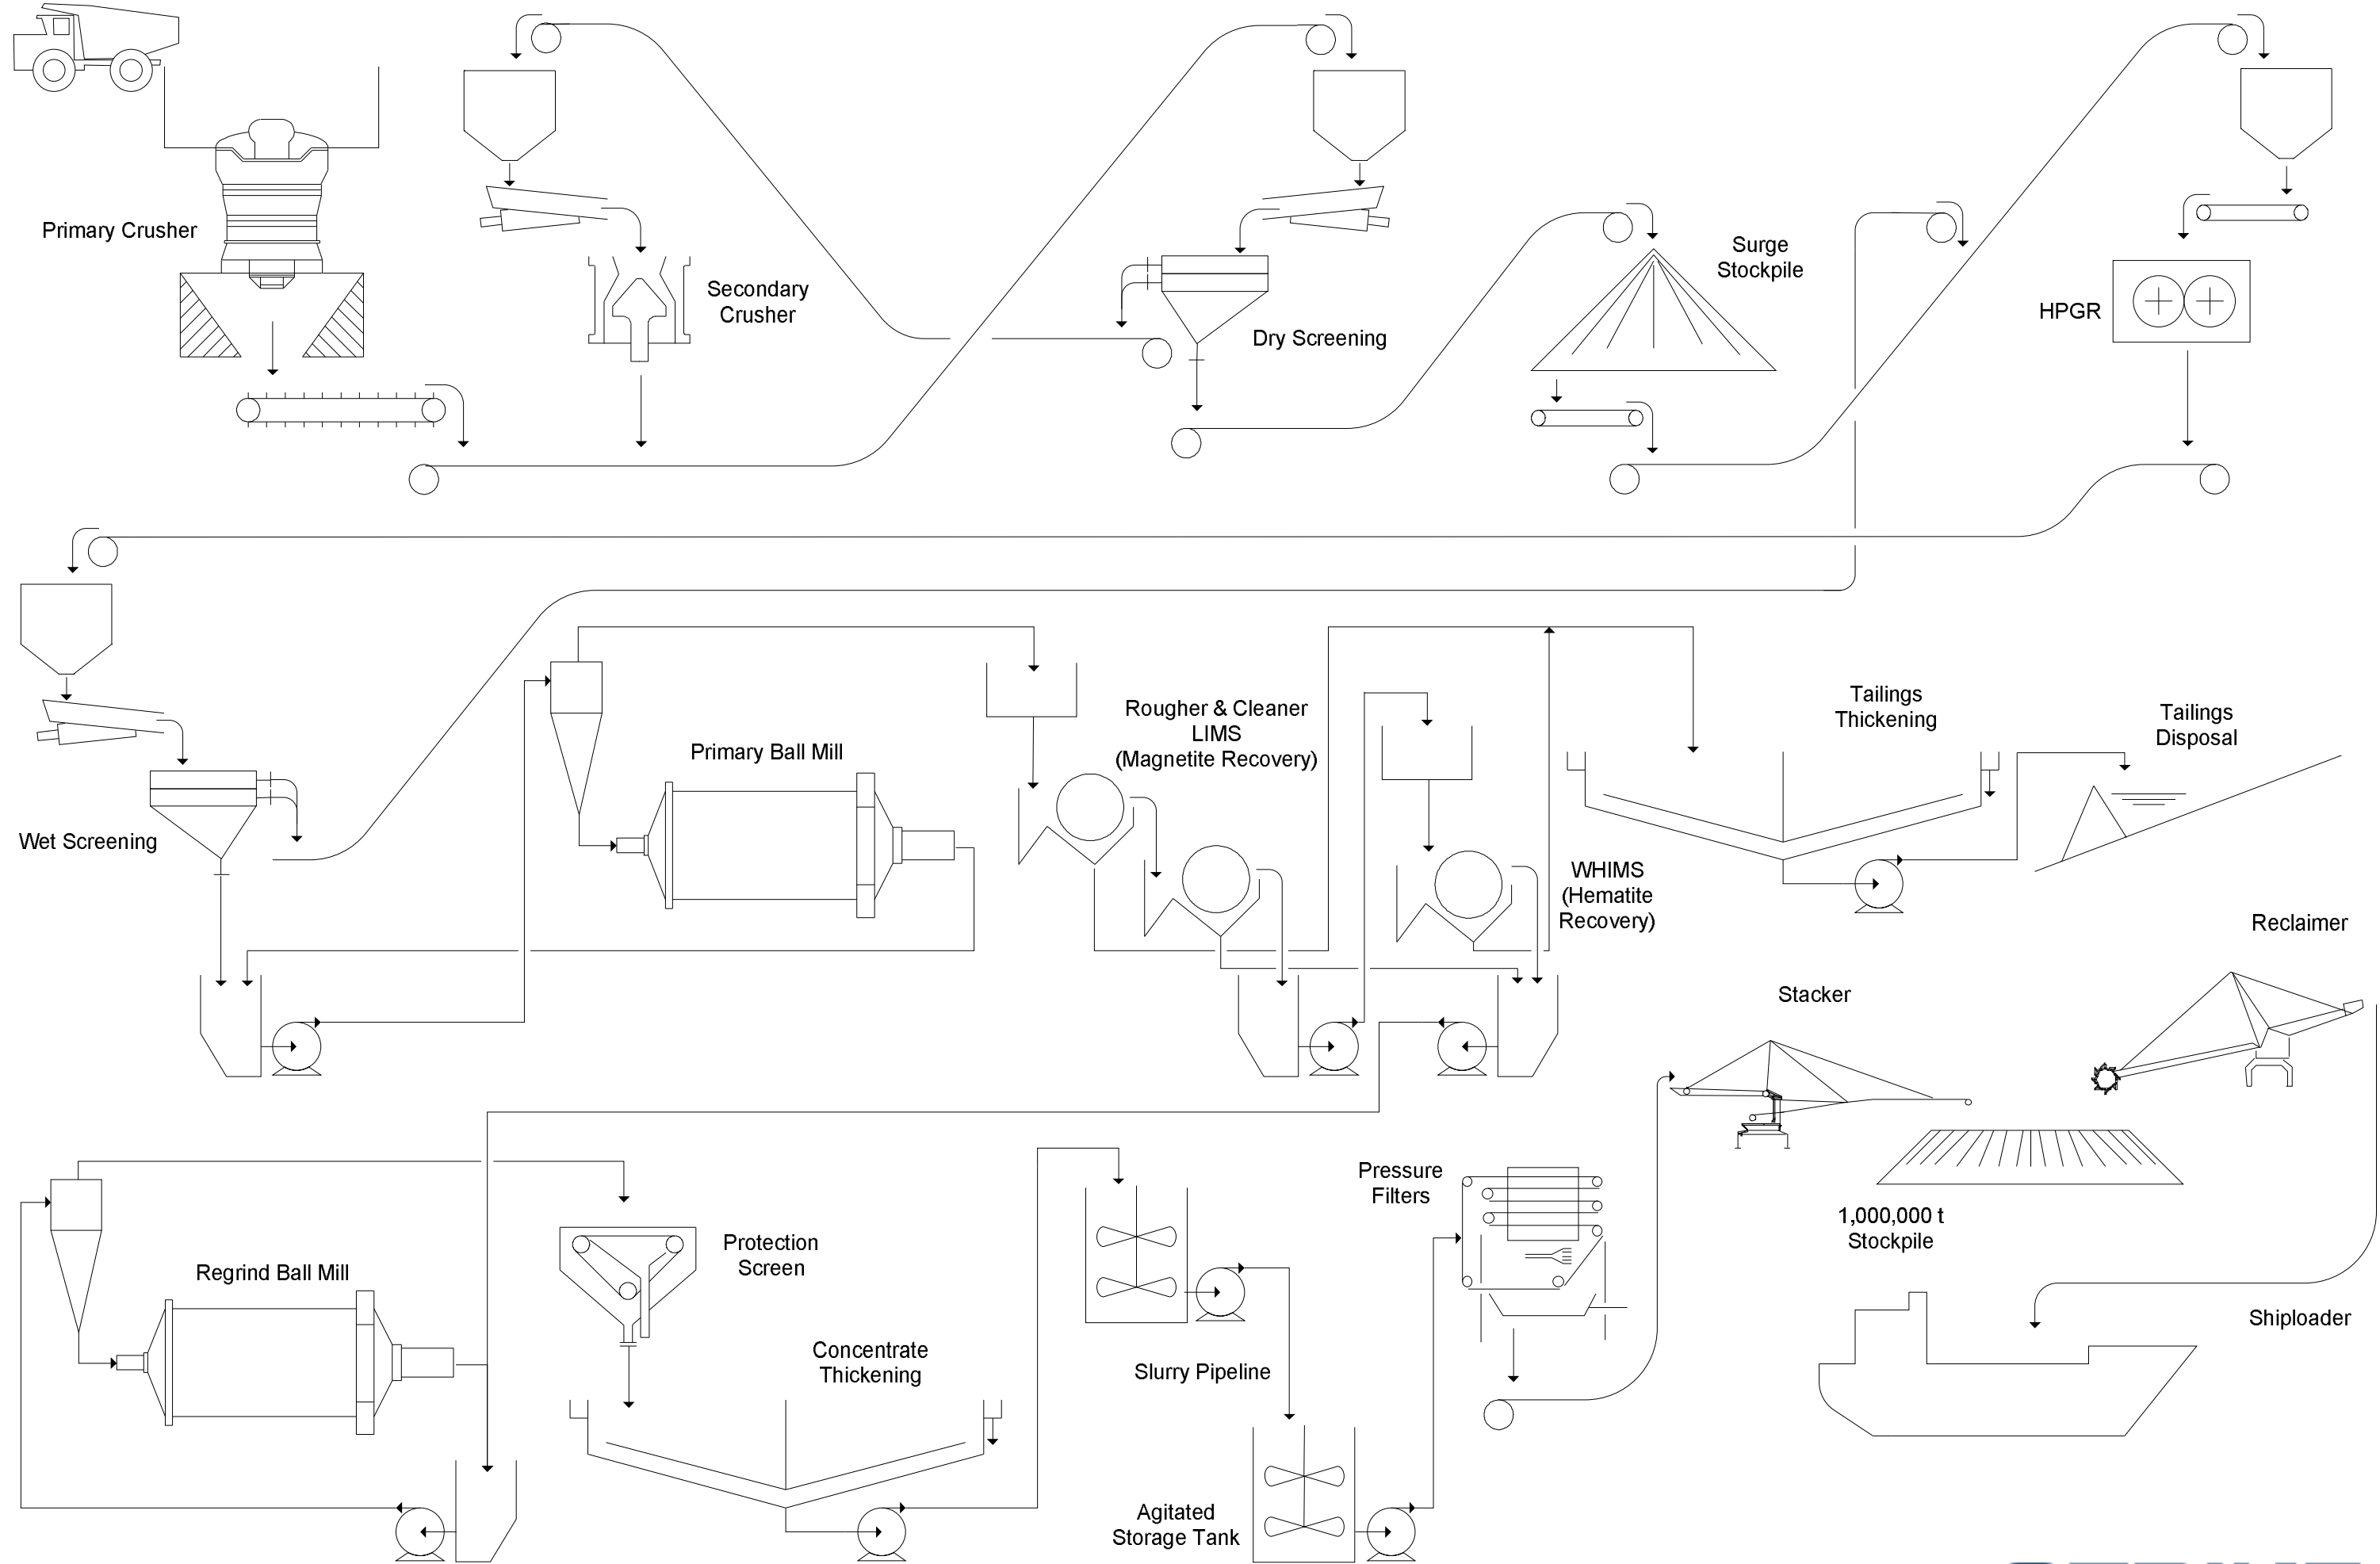 Primary Crusher
Secondary
Crusher
Dry Screening
Surge
Stockpile
HPGR
Wet Screening
Primary Ball Mill
Rougher & Cleaner
LIMS
(Magnetite Recovery)
WHIMS
(Hematite
Recovery)
Tailings
Thickening
Tailings
Disposal
Reclaimer
Stacker
1,000,000 t
Stockpile
Regrind Ball Mill
Protection
Screen
Concentrate
Thickening
Slurry Pipeline
Agitated
Storage Tank
Pressure
Filters
Shiploader